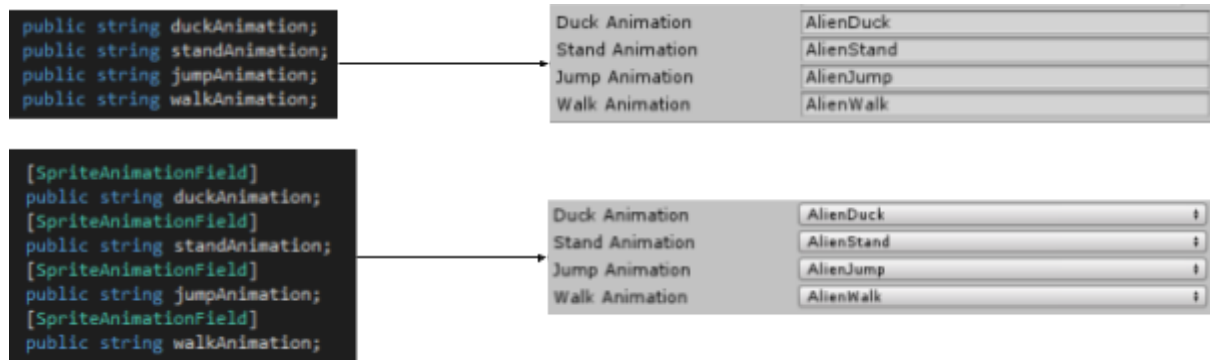 public string duckAnimation;
public string standAnimation;
public string jumpAnimation;
public string walkAnimation;
Duck Animation AlienDuck
Stand Animation AlienStand
Jump Animation AlienJump
Walk Animation AlienWalk
[SpriteAnimationField]
public string duckAnimation;
[SpriteAnimationField]
public string standAnimation;
[SpriteAnimationField]
public string jumpAnimation;
[SpriteAnimationField]
public string walkAnimation;
Duck Animation AlienDuck
Stand Animation AlienStand
Jump Animation AlienJump
Walk Animation AlienWalk